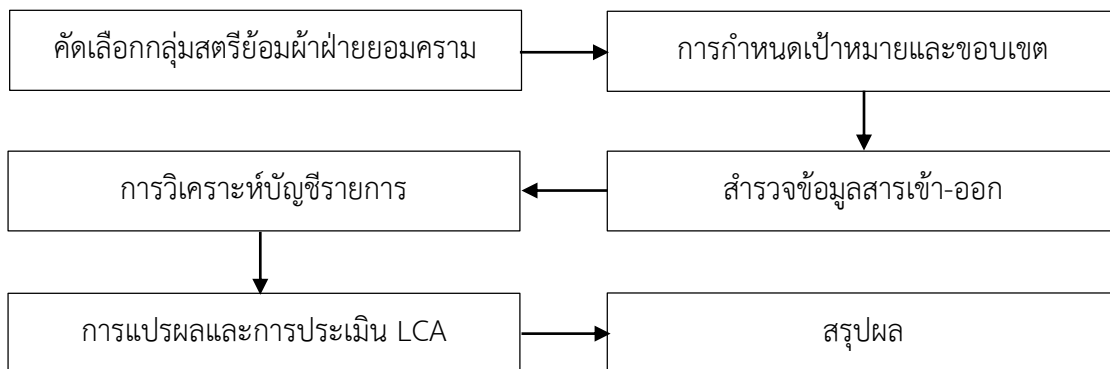 คัดเลือกกลุ่มสตรีย้อมผ้าฝ่ายยอมคราม
การกำหนดเป้าหมายและขอบเขต
สำรวจข้อมูลสารเข้า-ออก
การวิเคราะห์บัญชีรายการ
การแปรผลและการประเมิน LCA
สรุปผล